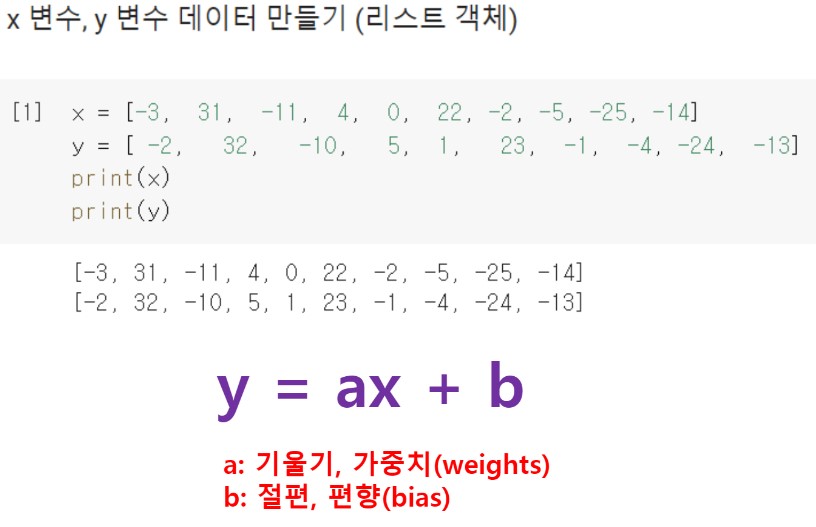 x 변수, y 변수 데이터 만들기 (리스트 객체)
[1] x = [-3, 31, -11, 4, 0, 22, -2, -5, -25, -14]
y = [ -2, 32, -10, 5, 1, 23, -1, -4, -24, -13]
print(x)
print(y)
[-3, 31, -11, 4, 0, 22, -2, -5, -25, -14]
[-2, 32, -10, 5, 1, 23, -1, -4, -24, -13]
y = ax + b
a: 기울기, 가중치(weights)
b: 절편, 편향(bias)